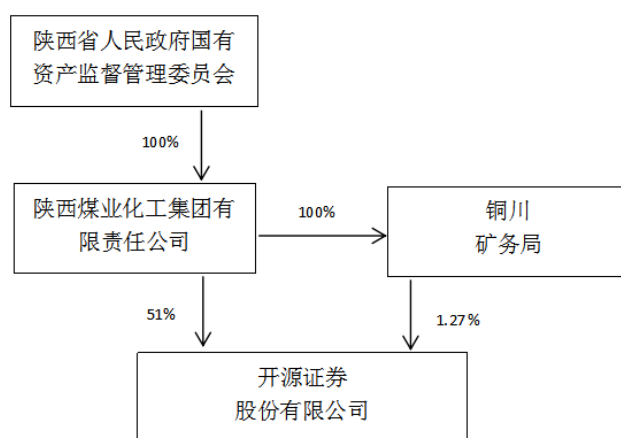 陕西省人民政府国有
资产监督管理委员会
100%
陕西煤业化工集团有
限责任公司
100%
铜川
矿务局
51%
1.27%
开源证券
股份有限公司